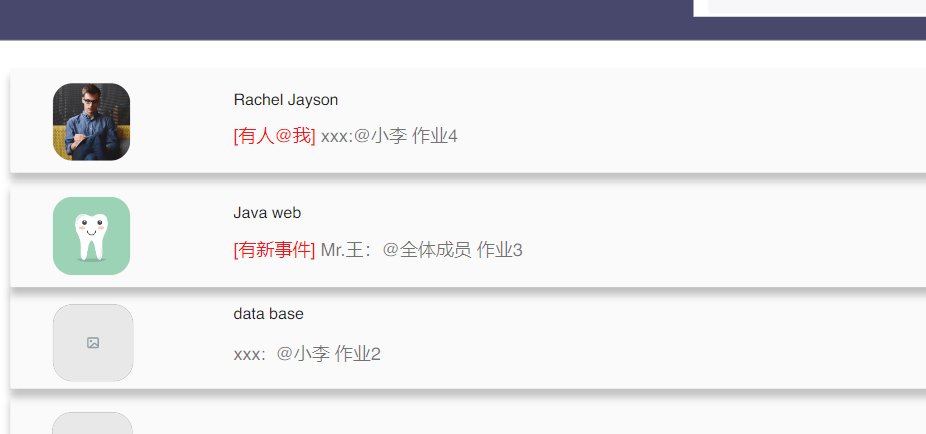 Rachel Jayson
[有人@我] xxx:@小李 作业4
Java web
[有新事件] Mr.王：@全体成员 作业3
data base
xxx：@小李 作业2